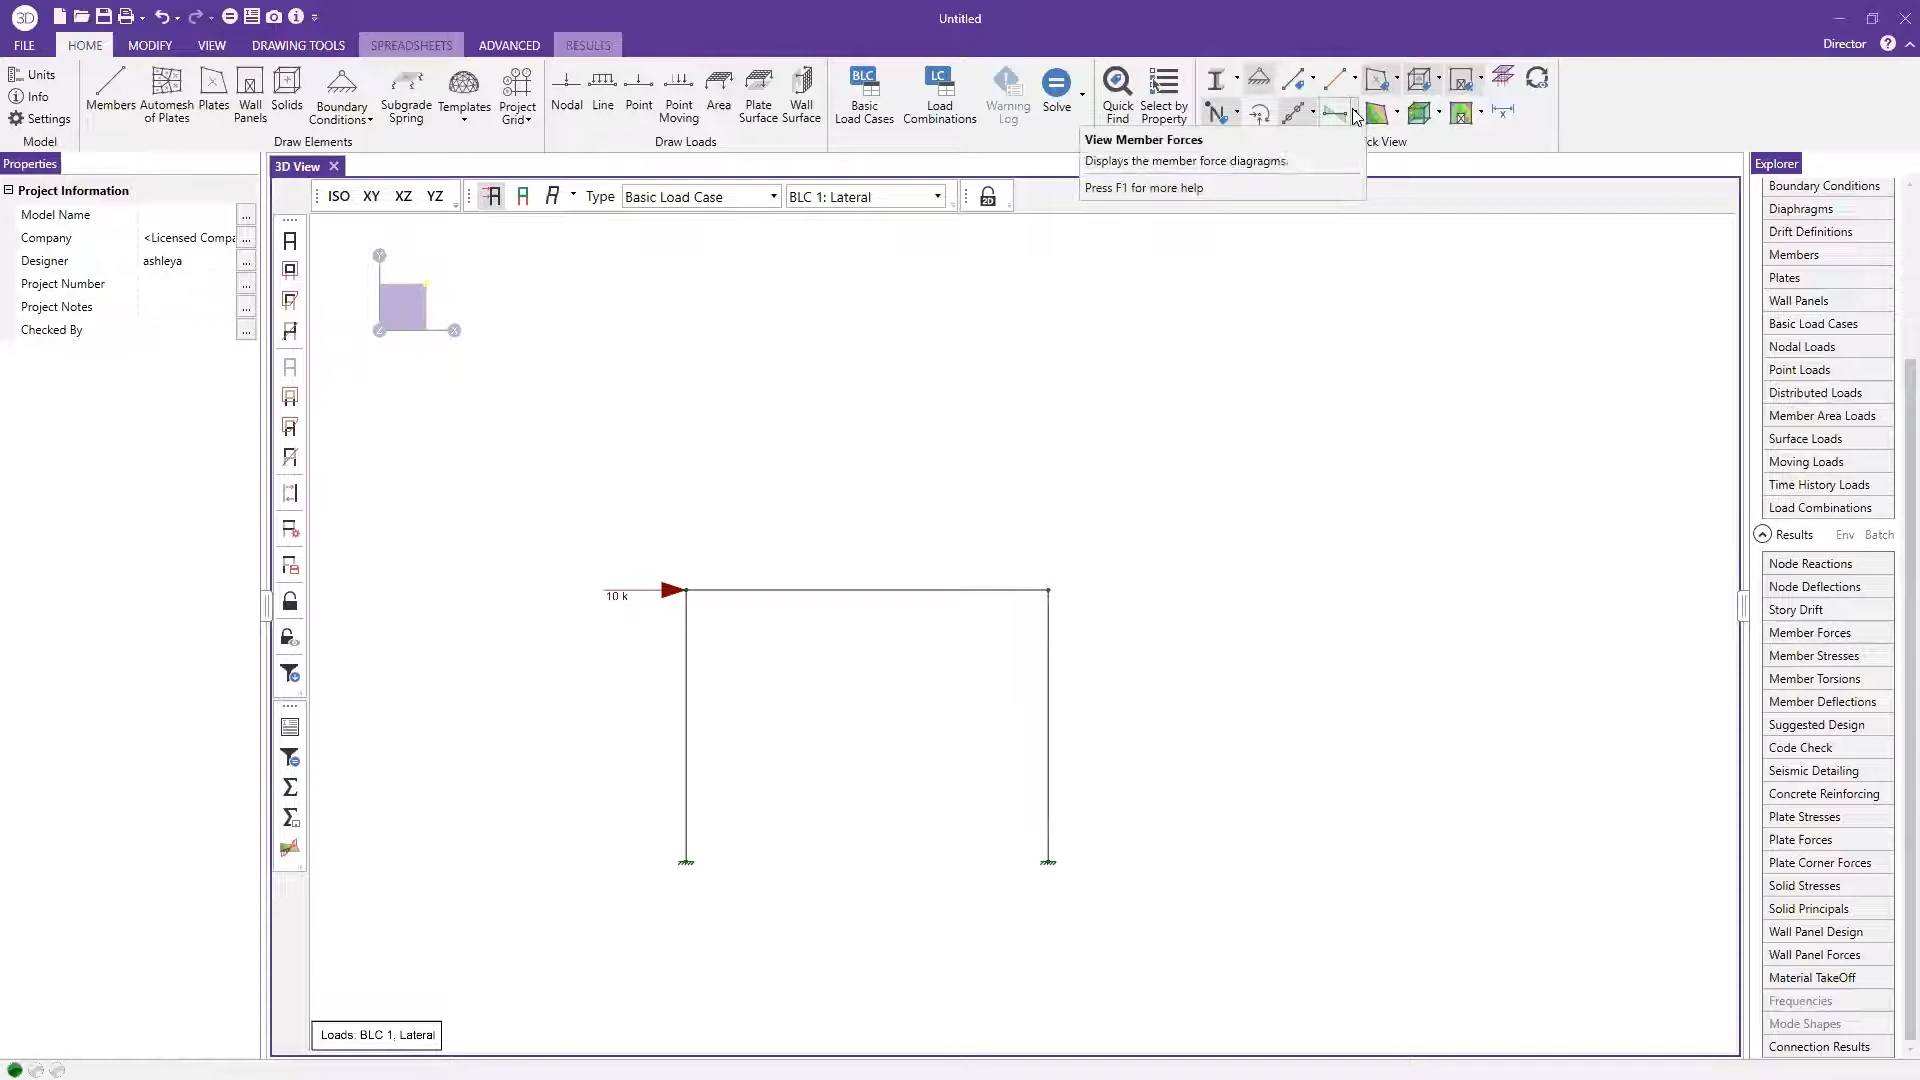 3D
Untitled
FILE
HOME
MODIFY
VIEW
DRAWING TOOLS
SPREADSHEETS
ADVANCED
RESULTS
Director
Units
Info
Settings
Model
Members
Automesh
of Plates
Plates
Wall
Panels
Solids
Boundary
Conditions
Subgrade
Spring
Templates
Project
Grid
Draw Elements
Nodal
Line
Point
Point
Moving
Area
Plate
Surface
Wall
Surface
Draw Loads
BLC
Basic
Load Cases
LC
Load
Combinations
Warning
Log
Solve
Quick
Find
Select by
Property
ck View
View Member Forces
Displays the member force diagragms.
Press F1 for more help
Properties
Project Information
Model Name ...
Company <Licensed Compa ...
Designer ashleya ...
Project Number ...
Project Notes ...
Checked By ...
3D View
ISO XY XZ YZ
Type
Basic Load Case
BLC 1: Lateral
2D
Y
Z
X
10 k
Loads: BLC 1, Lateral
Explorer
Boundary Conditions
Diaphragms
Drift Definitions
Members
Plates
Wall Panels
Basic Load Cases
Nodal Loads
Point Loads
Distributed Loads
Member Area Loads
Surface Loads
Moving Loads
Time History Loads
Load Combinations
Results Env Batch
Node Reactions
Node Deflections
Story Drift
Member Forces
Member Stresses
Member Torsions
Member Deflections
Suggested Design
Code Check
Seismic Detailing
Concrete Reinforcing
Plate Stresses
Plate Forces
Plate Corner Forces
Solid Stresses
Solid Principals
Wall Panel Design
Wall Panel Forces
Material TakeOff
Frequencies
Mode Shapes
Connection Results